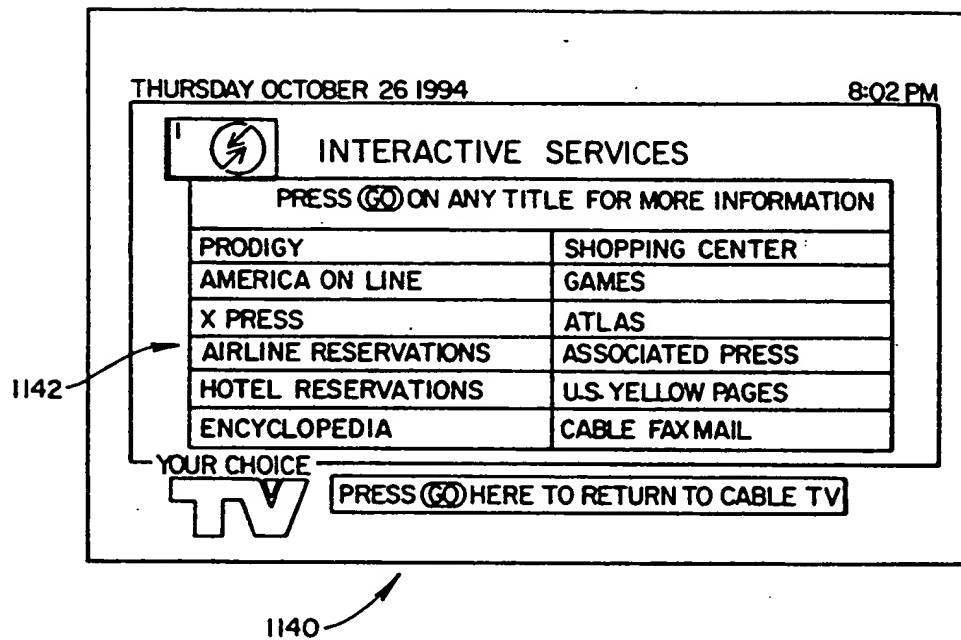 THURSDAY OCTOBER 26 1994 8:02 PM
1
INTERACTIVE SERVICES
PRESS GO ON ANY TITLE FOR MORE INFORMATION
PRODIGY SHOPPING CENTER
AMERICA ON LINE GAMES
X PRESS ATLAS
AIRLINE RESERVATIONS ASSOCIATED PRESS
1142
HOTEL RESERVATIONS U.S. YELLOW PAGES
ENCYCLOPEDIA CABLE FAXMAIL
YOUR CHOICE
TV
PRESS GO HERE TO RETURN TO CABLE TV
1140